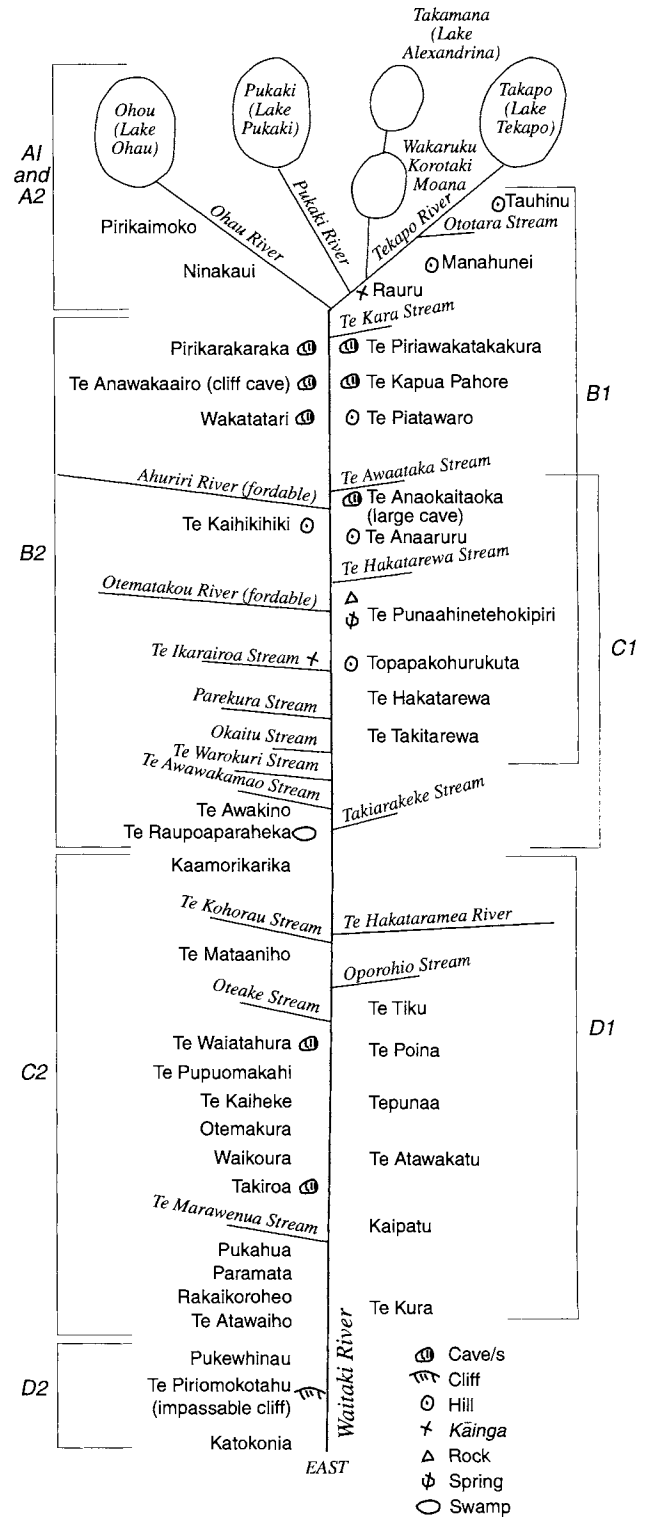 Takamana
(Lake
Alexandrina)
Ohou
(Lake
Ohau)
Pukaki
(Lake
Pukaki)
Takapo
(Lake
Tekapo)
Wakaruku
Korotaki
Moana
A1
and
A2
Pirikaimoko
Ohau River
Pukaki River
Tekapo River
Tauhinu
Ototara Stream
Ninakaui
Manahunei
Rauru
Te Kara Stream
Pirikarakaraka
Te Piriawakatakakura
Te Anawakaairo (cliff cave)
Te Kapua Pahore
B1
Wakatatari
Te Piatawaro
Ahuriri River (fordable)
Te Awaataka Stream
Te Anaokaitaoka
(large cave)
Te Kaihikihiki
Te Anaaruru
B2
Te Hakatarewa Stream
Otematakou River (fordable)
Te Punaahinetehokipiri
C1
Te Ikarairoa Stream
Topapakohurukuta
Parekura Stream
Te Hakatarewa
Okaitu Stream
Te Takitarewa
Te Warokuri Stream
Te Awawakamao Stream
Te Awakino
Takiarakeke Stream
Te Raupoaparaheka
Kaamorikarika
Te Kohorau Stream
Te Hakataramea River
Te Mataaniho
Oporohio Stream
Oteake Stream
Te Tiku
D1
Te Waiatahura
Te Poina
C2
Te Pupuomakahi
Te Kaiheke
Tepunaa
Otemakura
Waikoura
Te Atawakatu
Takiroa
Te Marawenua Stream
Kaipatu
Pukahua
Paramata
Rakaikoroheo
Te Kura
Te Atawaiho
Waitaki River
D2
Pukewhinau
Te Piriomokotahu
(impassable cliff)
Katokonia
EAST
Cave/s
Cliff
Hill
Kāinga
Rock
Spring
Swamp